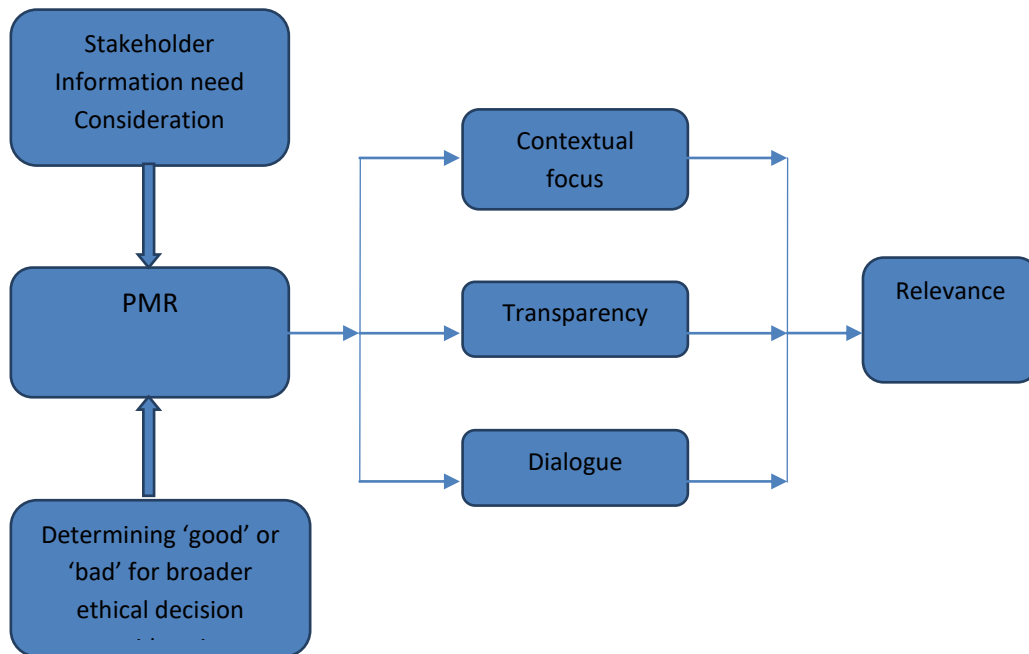 Stakeholder
Information need
Consideration
PMR
Determining ‘good’ or
‘bad’ for broader
ethical decision
Contextual
focus
Transparency
Dialogue
Relevance